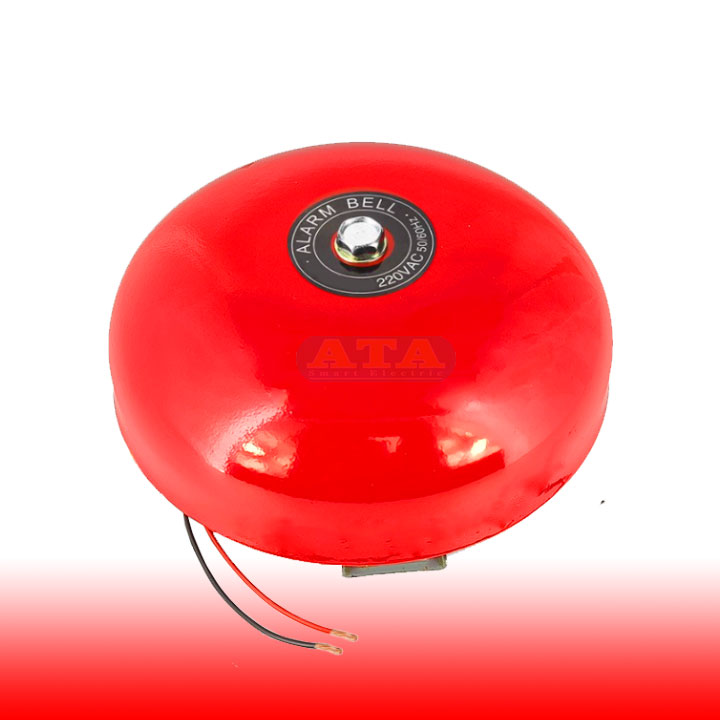 · ALARM BELL ·
220VAC 50/60Hz
ATA
Smart Electric